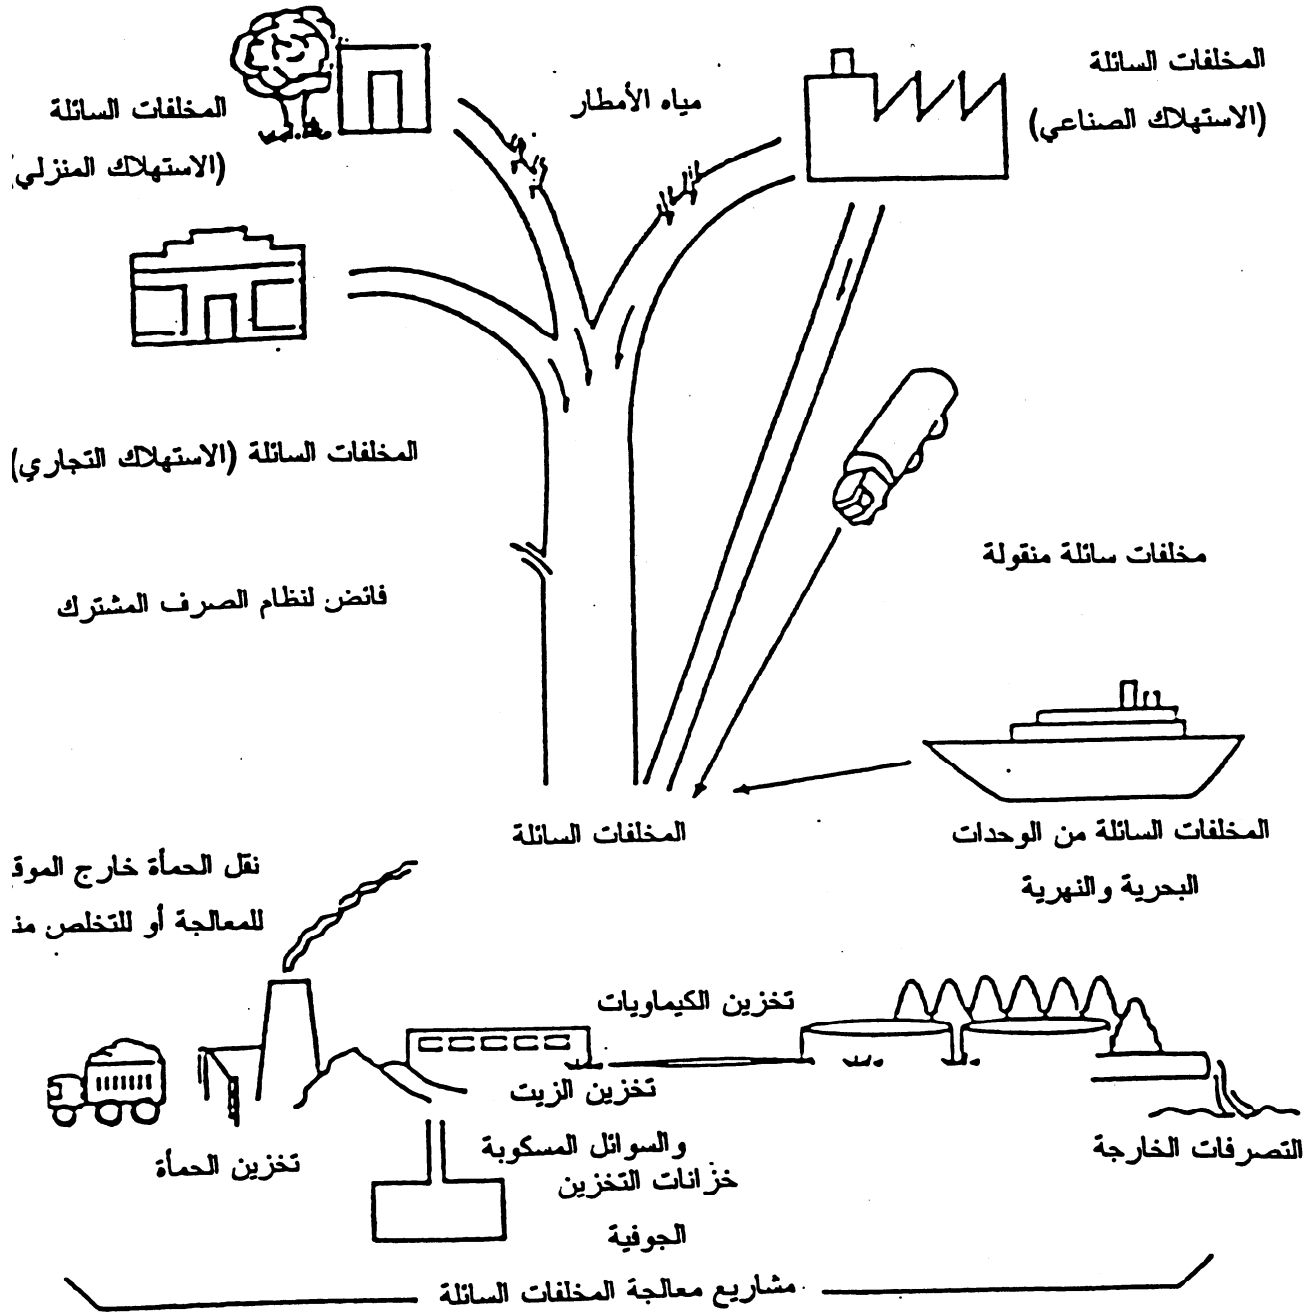 المخلفات السائلة
(الاستهلاك الصناعي)
مياه الأمطار
المخلفات السائلة
(الاستهلاك المنزلي)
المخلفات السائلة (الاستهلاك التجاري)
فائض لنظام الصرف المشترك
مخلفات سائلة منقولة
المخلفات السائلة
المخلفات السائلة من الوحدات
البحرية والنهرية
نقل الحمأة خارج
للمعالجة أو للتخلص
تخزين الكيماويات
تخزين الزيت
والسوائل المسكوبة
خزانات التخزين
الجوفية
تخزين الحمأة
التصرفات الخارجة
مشاريع معالجة المخلفات السائلة